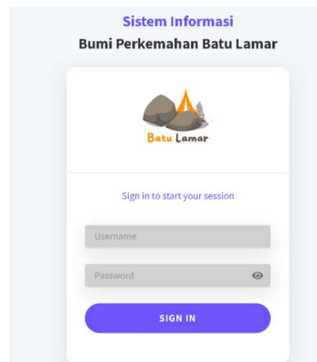 Sistem Informasi
Bumi Perkemahan Batu Lamar
Batu Lamar
Sign in to start your session
Username
Password
SIGN IN